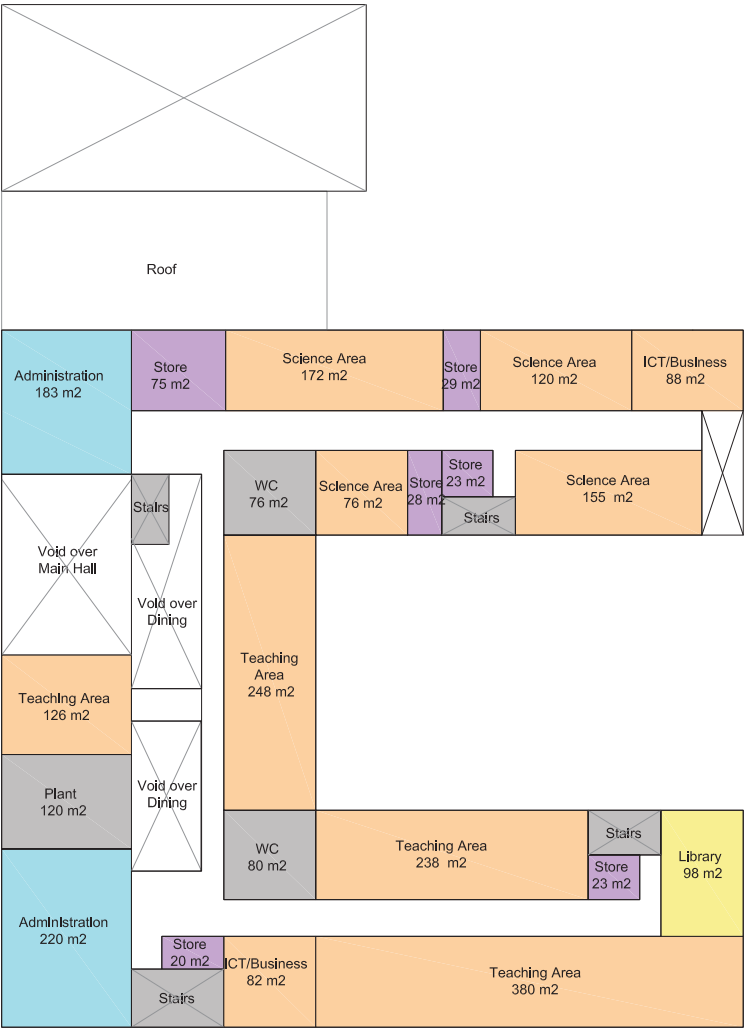 Roof
Administration
183 m2
Store
75 m2
Science Area
172 m2
Store
29 m2
Science Area
120 m2
ICT/Business
88 m2
WC
76 m2
Science Area
76 m2
Store
28 m2
Store
23 m2
Stairs
Science Area
155 m2
Stairs
Void over
Main Hall
Void over
Dining
Teaching
Area
248 m2
Teaching Area
126 m2
Plant
120 m2
Void over
Dining
WC
80 m2
Teaching Area
238 m2
Stairs
Store
23 m2
Library
98 m2
Administration
220 m2
Store
20 m2
Stairs
ICT/Business
82 m2
Teaching Area
380 m2